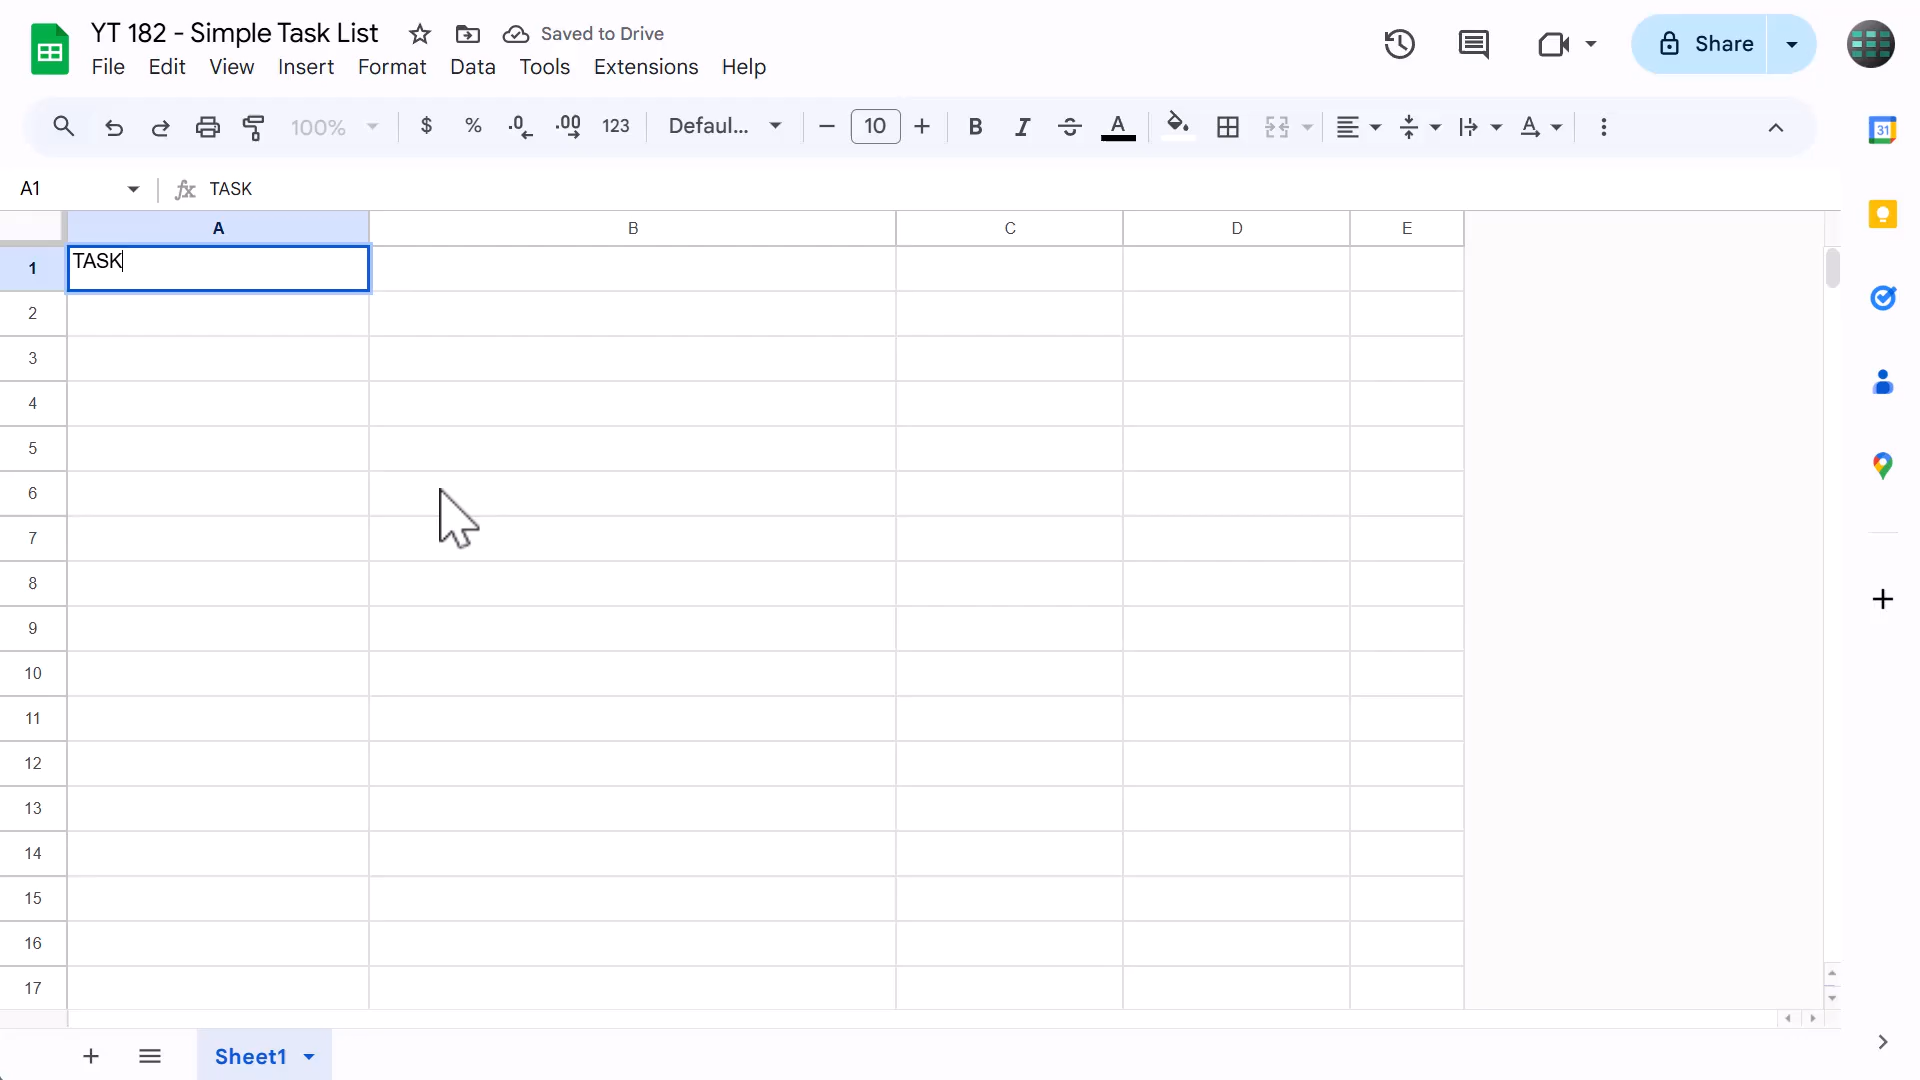 YT 182 - Simple Task List
Saved to Drive
Share
File Edit View Insert Format Data Tools Extensions Help
100% $ % .0 .00 123 Defaul... 10 B I A
31
A1 fx TASK
A B C D E
1 TASK
2
3
4
5
6
7
8
9
10
11
12
13
14
15
16
17
Sheet1